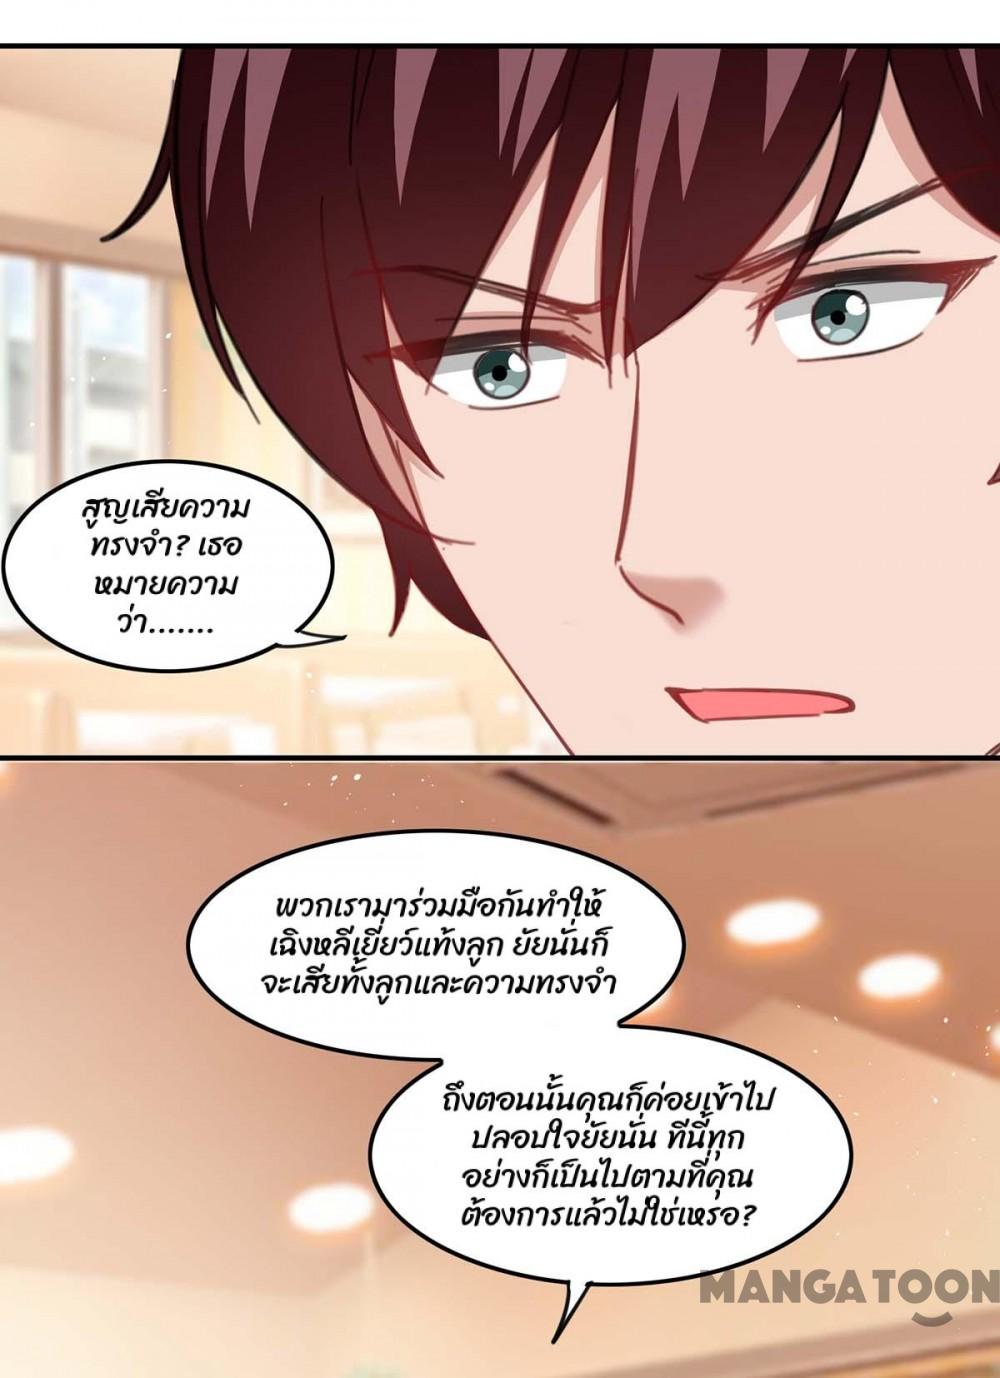 สูญเสียความ
ทรงจำ? เธอ
หมายความ
ว่า.......
พวกเรามาร่วมมือกันทำให้
เฉิงหลีเยี่ยว์แท้งลูก ยัยนั่นก็
จะเสียทั้งลูกและความทรงจำ
ถึงตอนนั้นคุณก็ค่อยเข้าไป
ปลอบใจยัยนั่น ทีนี้ทุก
อย่างก็เป็นไปตามที่คุณ
ต้องการแล้วไม่ใช่เหรอ?
MANGATOON